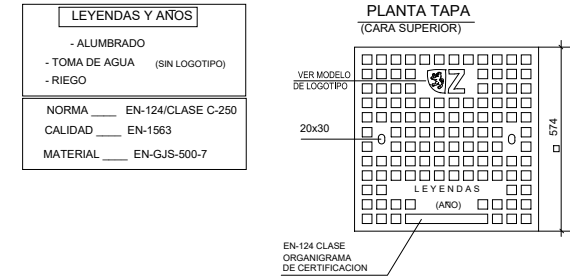 LEYENDAS Y AÑOS
- ALUMBRADO
- TOMA DE AGUA (SIN LOGOTIPO)
- RIEGO
NORMA ____ EN-124/CLASE C-250
CALIDAD ____ EN-1563
MATERIAL ____ EN-GJS-500-7
PLANTA TAPA
(CARA SUPERIOR)
VER MODELO
DE LOGOTIPO
Z
20x30
574
LEYENDAS
(AÑO)
EN-124 CLASE
ORGANIGRAMA
DE CERTIFICACION